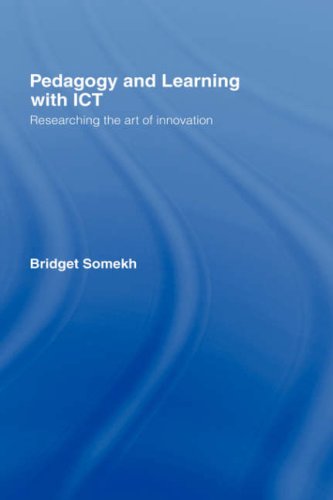 Pedagogy and Learning
with ICT
Researching the art of innovation
Bridget Somekh